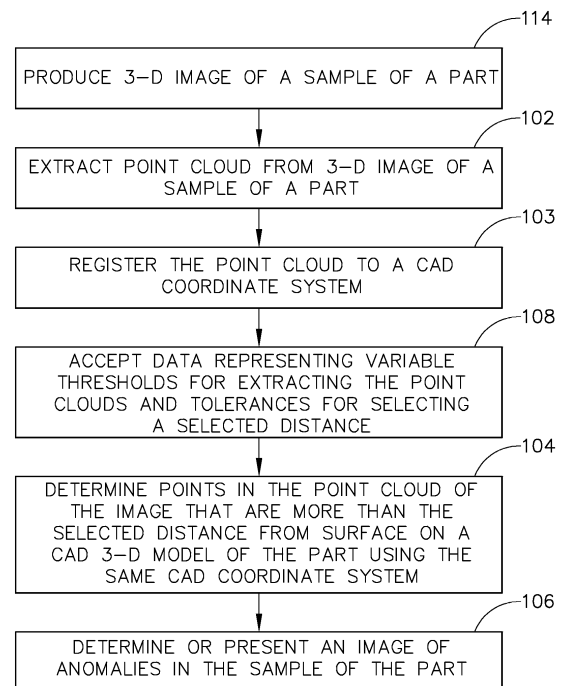 114
PRODUCE 3-D IMAGE OF A SAMPLE OF A PART
102
EXTRACT POINT CLOUD FROM 3-D IMAGE OF A
SAMPLE OF A PART
103
REGISTER THE POINT CLOUD TO A CAD
COORDINATE SYSTEM
108
ACCEPT DATA REPRESENTING VARIABLE
THRESHOLDS FOR EXTRACTING THE POINT
CLOUDS AND TOLERANCES FOR SELECTING
A SELECTED DISTANCE
104
DETERMINE POINTS IN THE POINT CLOUD OF
THE IMAGE THAT ARE MORE THAN THE
SELECTED DISTANCE FROM SURFACE ON A
CAD 3-D MODEL OF THE PART USING THE
SAME CAD COORDINATE SYSTEM
106
DETERMINE OR PRESENT AN IMAGE OF
ANOMALIES IN THE SAMPLE OF THE PART